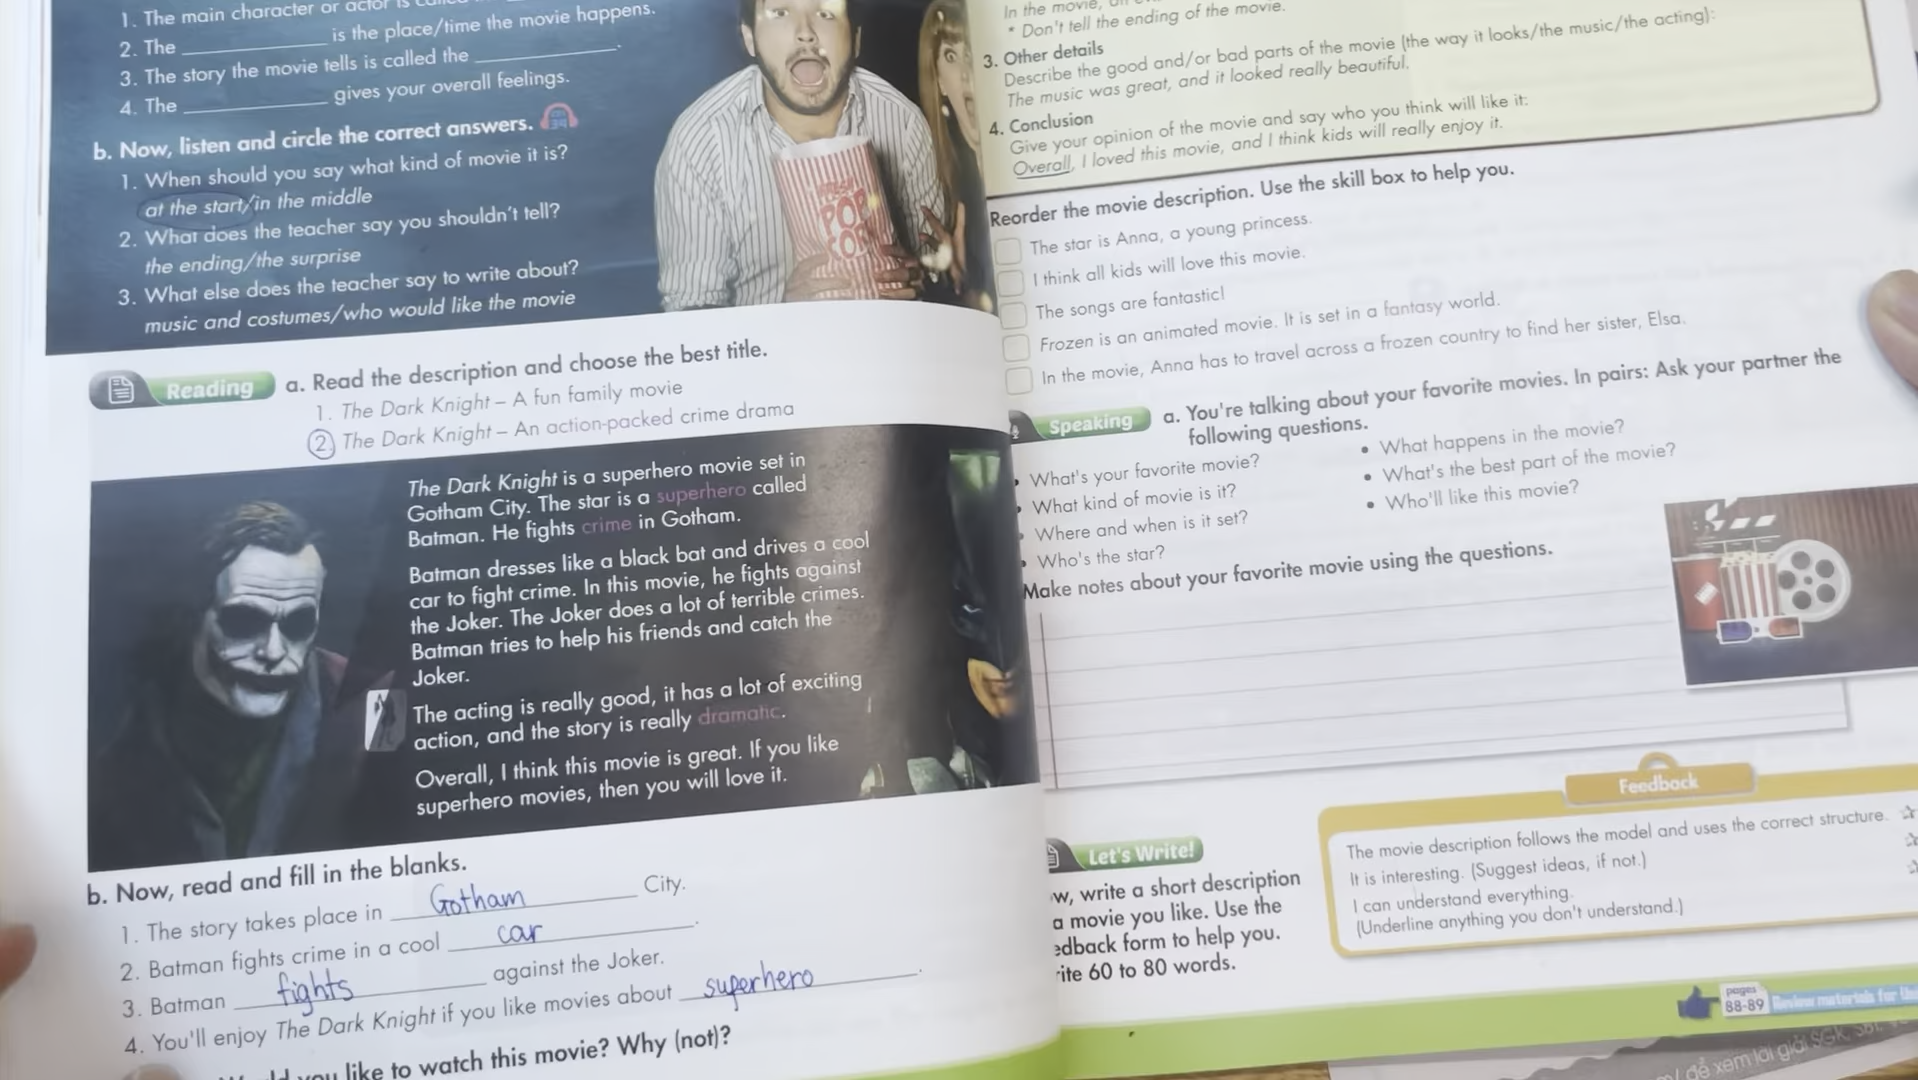 1. The main character or actor is
2. The ____________ is the place/time the movie happens.
3. The story the movie tells is called the ____________.
4. The ____________ gives your overall feelings.
b. Now, listen and circle the correct answers.
1. When should you say what kind of movie it is?
at the start/in the middle
2. What does the teacher say you shouldn't tell?
the ending/the surprise
3. What else does the teacher say to write about?
music and costumes/who would like the movie
POP
CORN
Reading
a. Read the description and choose the best title.
1. The Dark Knight – A fun family movie
2. The Dark Knight – An action-packed crime drama
The Dark Knight is a superhero movie set in
Gotham City. The star is a superhero called
Batman. He fights crime in Gotham.
Batman dresses like a black bat and drives a cool
car to fight crime. In this movie, he fights against
the Joker. The Joker does a lot of terrible crimes.
Batman tries to help his friends and catch the
Joker.
The acting is really good, it has a lot of exciting
action, and the story is really dramatic.
Overall, I think this movie is great. If you like
superhero movies, then you will love it.
b. Now, read and fill in the blanks.
1. The story takes place in Gotham City.
2. Batman fights crime in a cool car.
3. Batman fights against the Joker.
4. You'll enjoy The Dark Knight if you like movies about superhero.
you like to watch this movie? Why (not)?
In the movie,
* Don't tell the ending of the movie.
3. Other details
Describe the good and/or bad parts of the movie (the way it looks/the music/the acting):
The music was great, and it looked really beautiful.
4. Conclusion
Give your opinion of the movie and say who you think will like it:
Overall, I loved this movie, and I think kids will really enjoy it.
Reorder the movie description. Use the skill box to help you.
The star is Anna, a young princess.
I think all kids will love this movie.
The songs are fantastic!
Frozen is an animated movie. It is set in a fantasy world.
In the movie, Anna has to travel across a frozen country to find her sister, Elsa.
Speaking
a. You're talking about your favorite movies. In pairs: Ask your partner the
following questions.
• What's your favorite movie?
• What kind of movie is it?
• Where and when is it set?
• Who's the star?
• What happens in the movie?
• What's the best part of the movie?
• Who'll like this movie?
Make notes about your favorite movie using the questions.
Let's Write!
w, write a short description
a movie you like. Use the
edback form to help you.
rite 60 to 80 words.
Feedback
The movie description follows the model and uses the correct structure.
It is interesting. (Suggest ideas, if not.)
I can understand everything.
(Underline anything you don't understand.)
pages
88-89
Review materials for
để xem lời giải SGK, SBT,